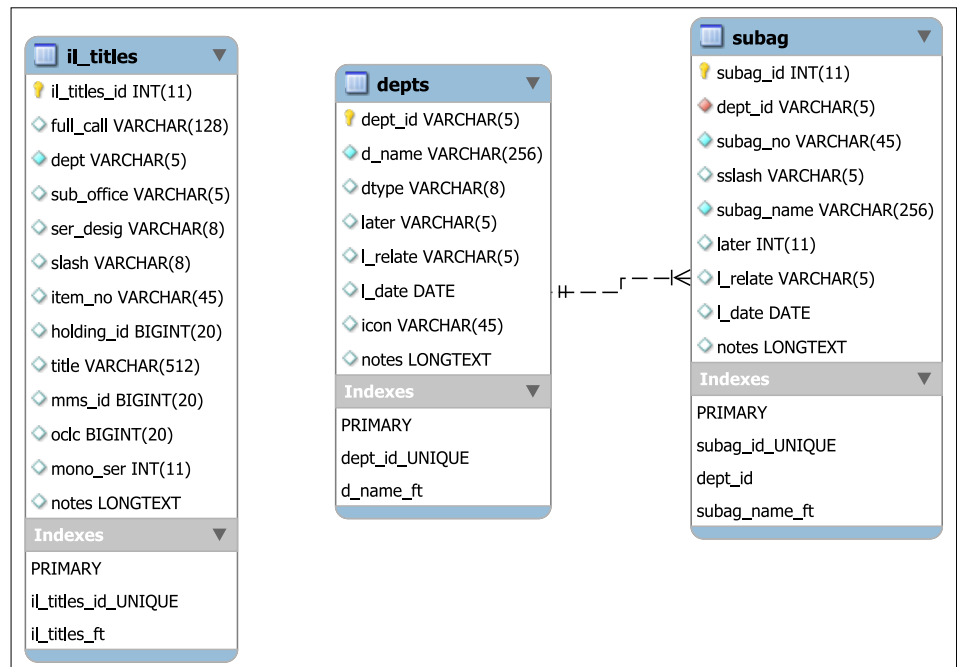 il_titles
il_titles_id INT(11)
full_call VARCHAR(128)
dept VARCHAR(5)
sub_office VARCHAR(5)
ser_desig VARCHAR(8)
slash VARCHAR(8)
item_no VARCHAR(45)
holding_id BIGINT(20)
title VARCHAR(512)
mms_id BIGINT(20)
oclc BIGINT(20)
mono_ser INT(11)
notes LONGTEXT
Indexes
PRIMARY
il_titles_id_UNIQUE
il_titles_ft
depts
dept_id VARCHAR(5)
d_name VARCHAR(256)
dtype VARCHAR(8)
later VARCHAR(5)
l_relate VARCHAR(5)
l_date DATE
icon VARCHAR(45)
notes LONGTEXT
Indexes
PRIMARY
dept_id_UNIQUE
d_name_ft
subag
subag_id INT(11)
dept_id VARCHAR(5)
subag_no VARCHAR(45)
sslash VARCHAR(5)
subag_name VARCHAR(256)
later INT(11)
l_relate VARCHAR(5)
l_date DATE
notes LONGTEXT
Indexes
PRIMARY
subag_id_UNIQUE
dept_id
subag_name_ft